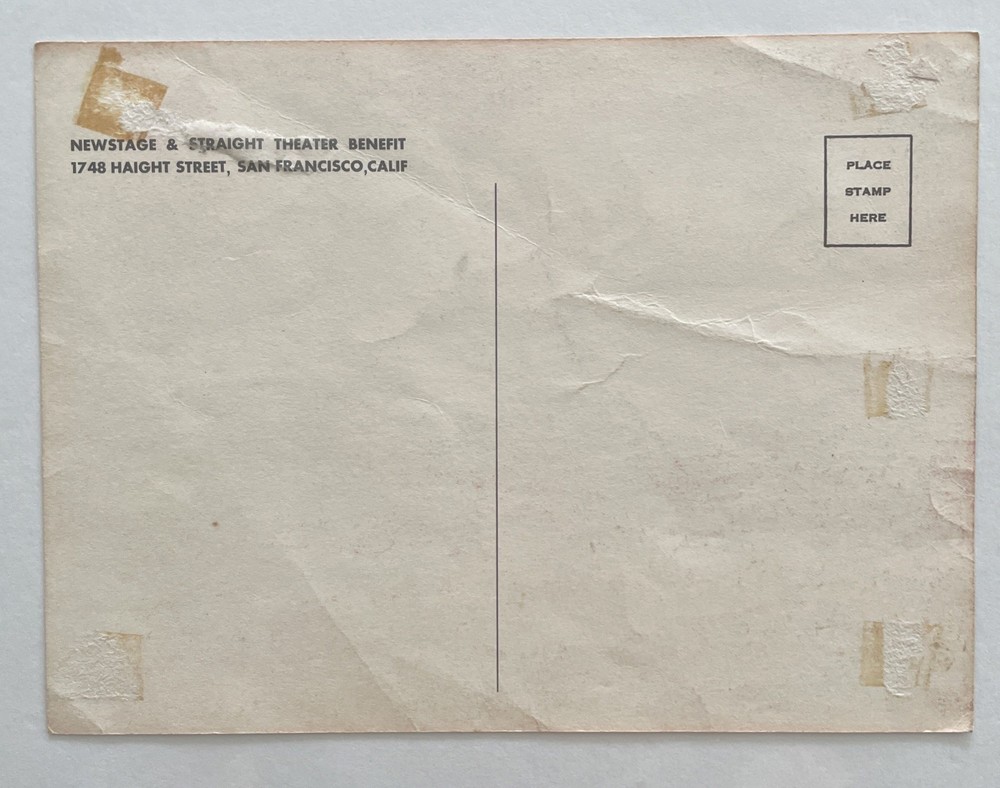 NEWSTAGE & STRAIGHT THEATER BENEFIT
1748 HAIGHT STREET, SAN FRANCISCO,CALIF
PLACE
STAMP
HERE